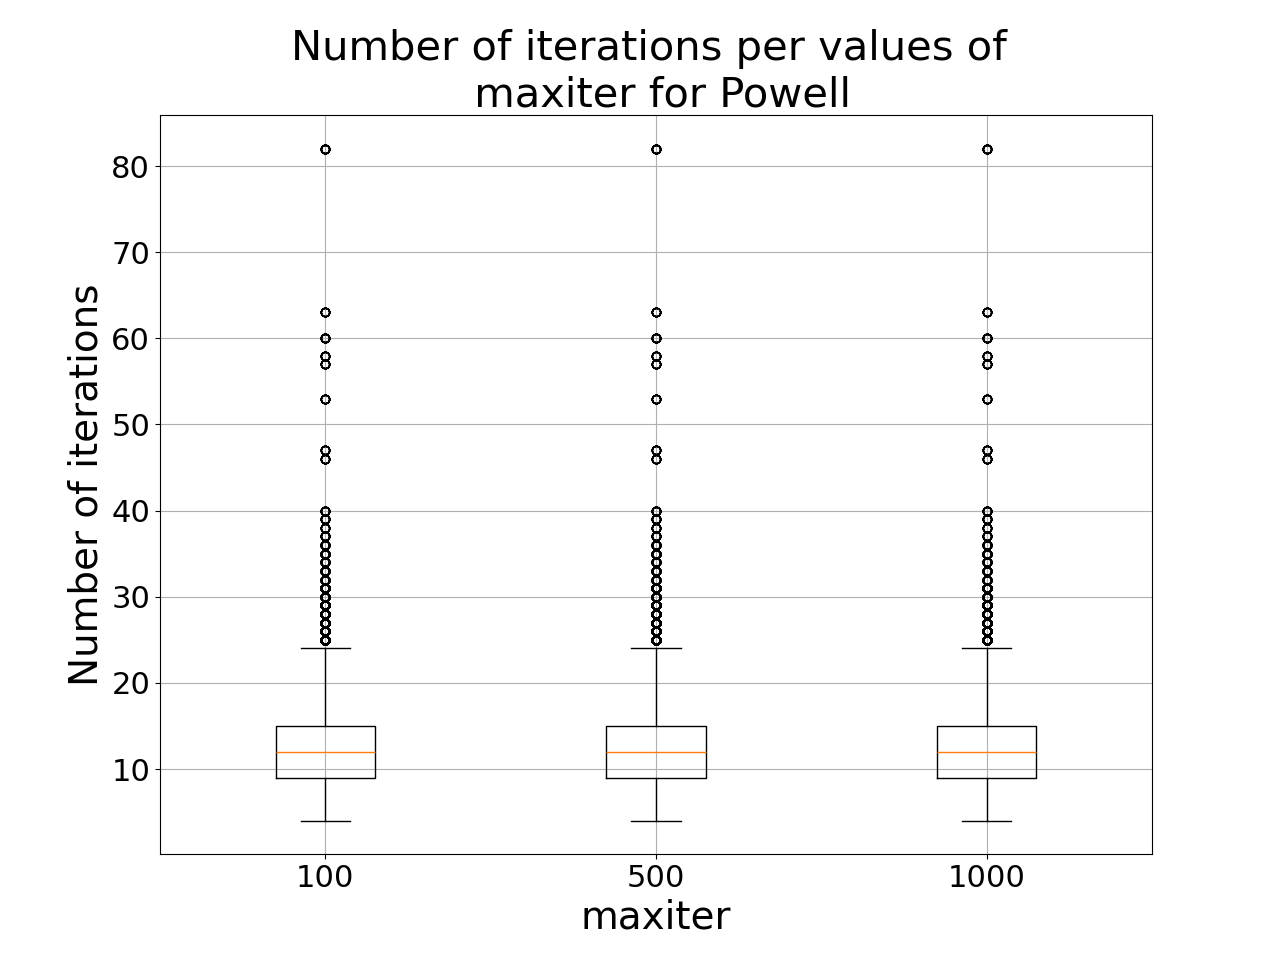 Number of iterations per values of
maxiter for Powell
80
70
60
50
40
30
20
10
Number of iterations
100 500 1000
maxiter